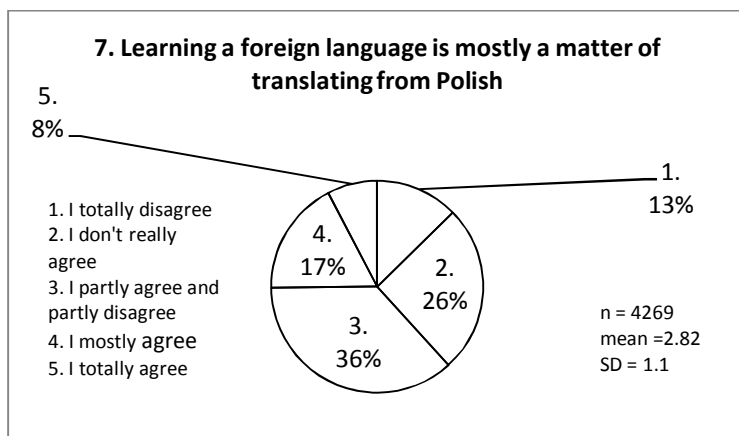 7. Learning a foreign language is mostly a matter of
translating from Polish
5.
8%
1.
13%
1. I totally disagree
2. I don't really
agree
3. I partly agree and
partly disagree
4. I mostly agree
5. I totally agree
4.
17%
2.
26%
3.
36%
n = 4269
mean =2.82
SD = 1.1